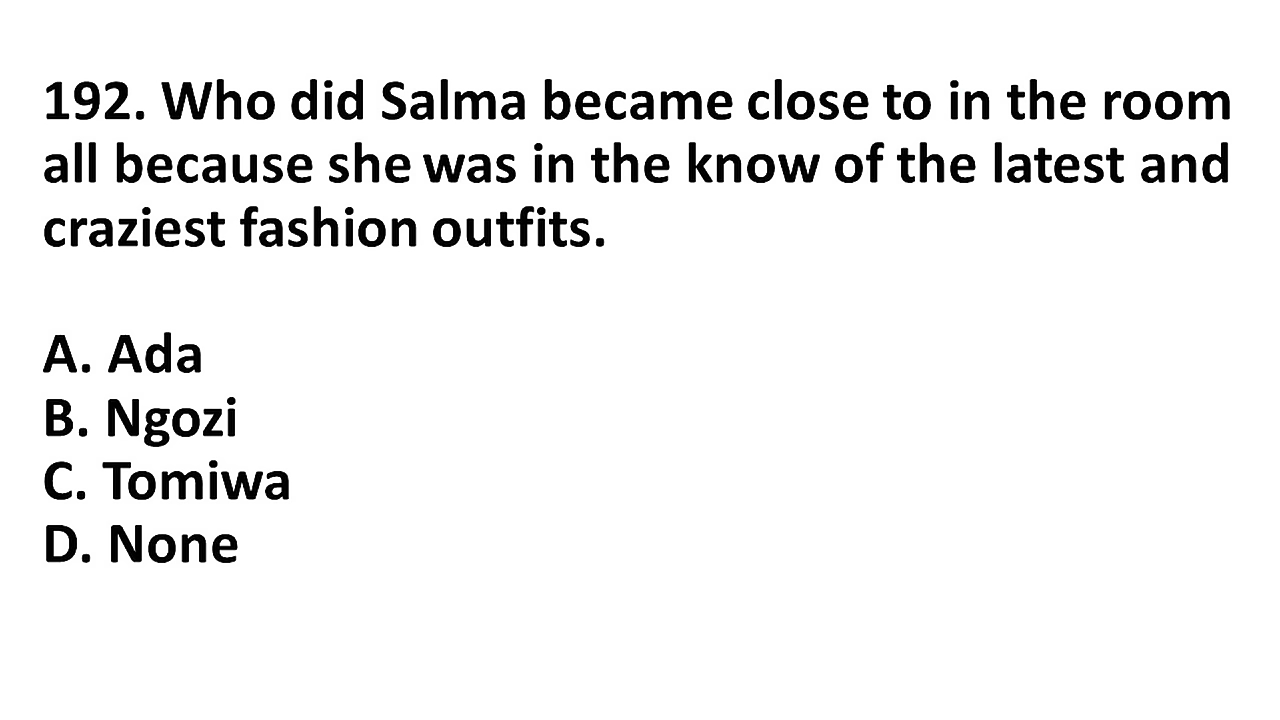 192. Who did Salma became close to in the room
all because she was in the know of the latest and
craziest fashion outfits.
A. Ada
B. Ngozi
C. Tomiwa
D. None